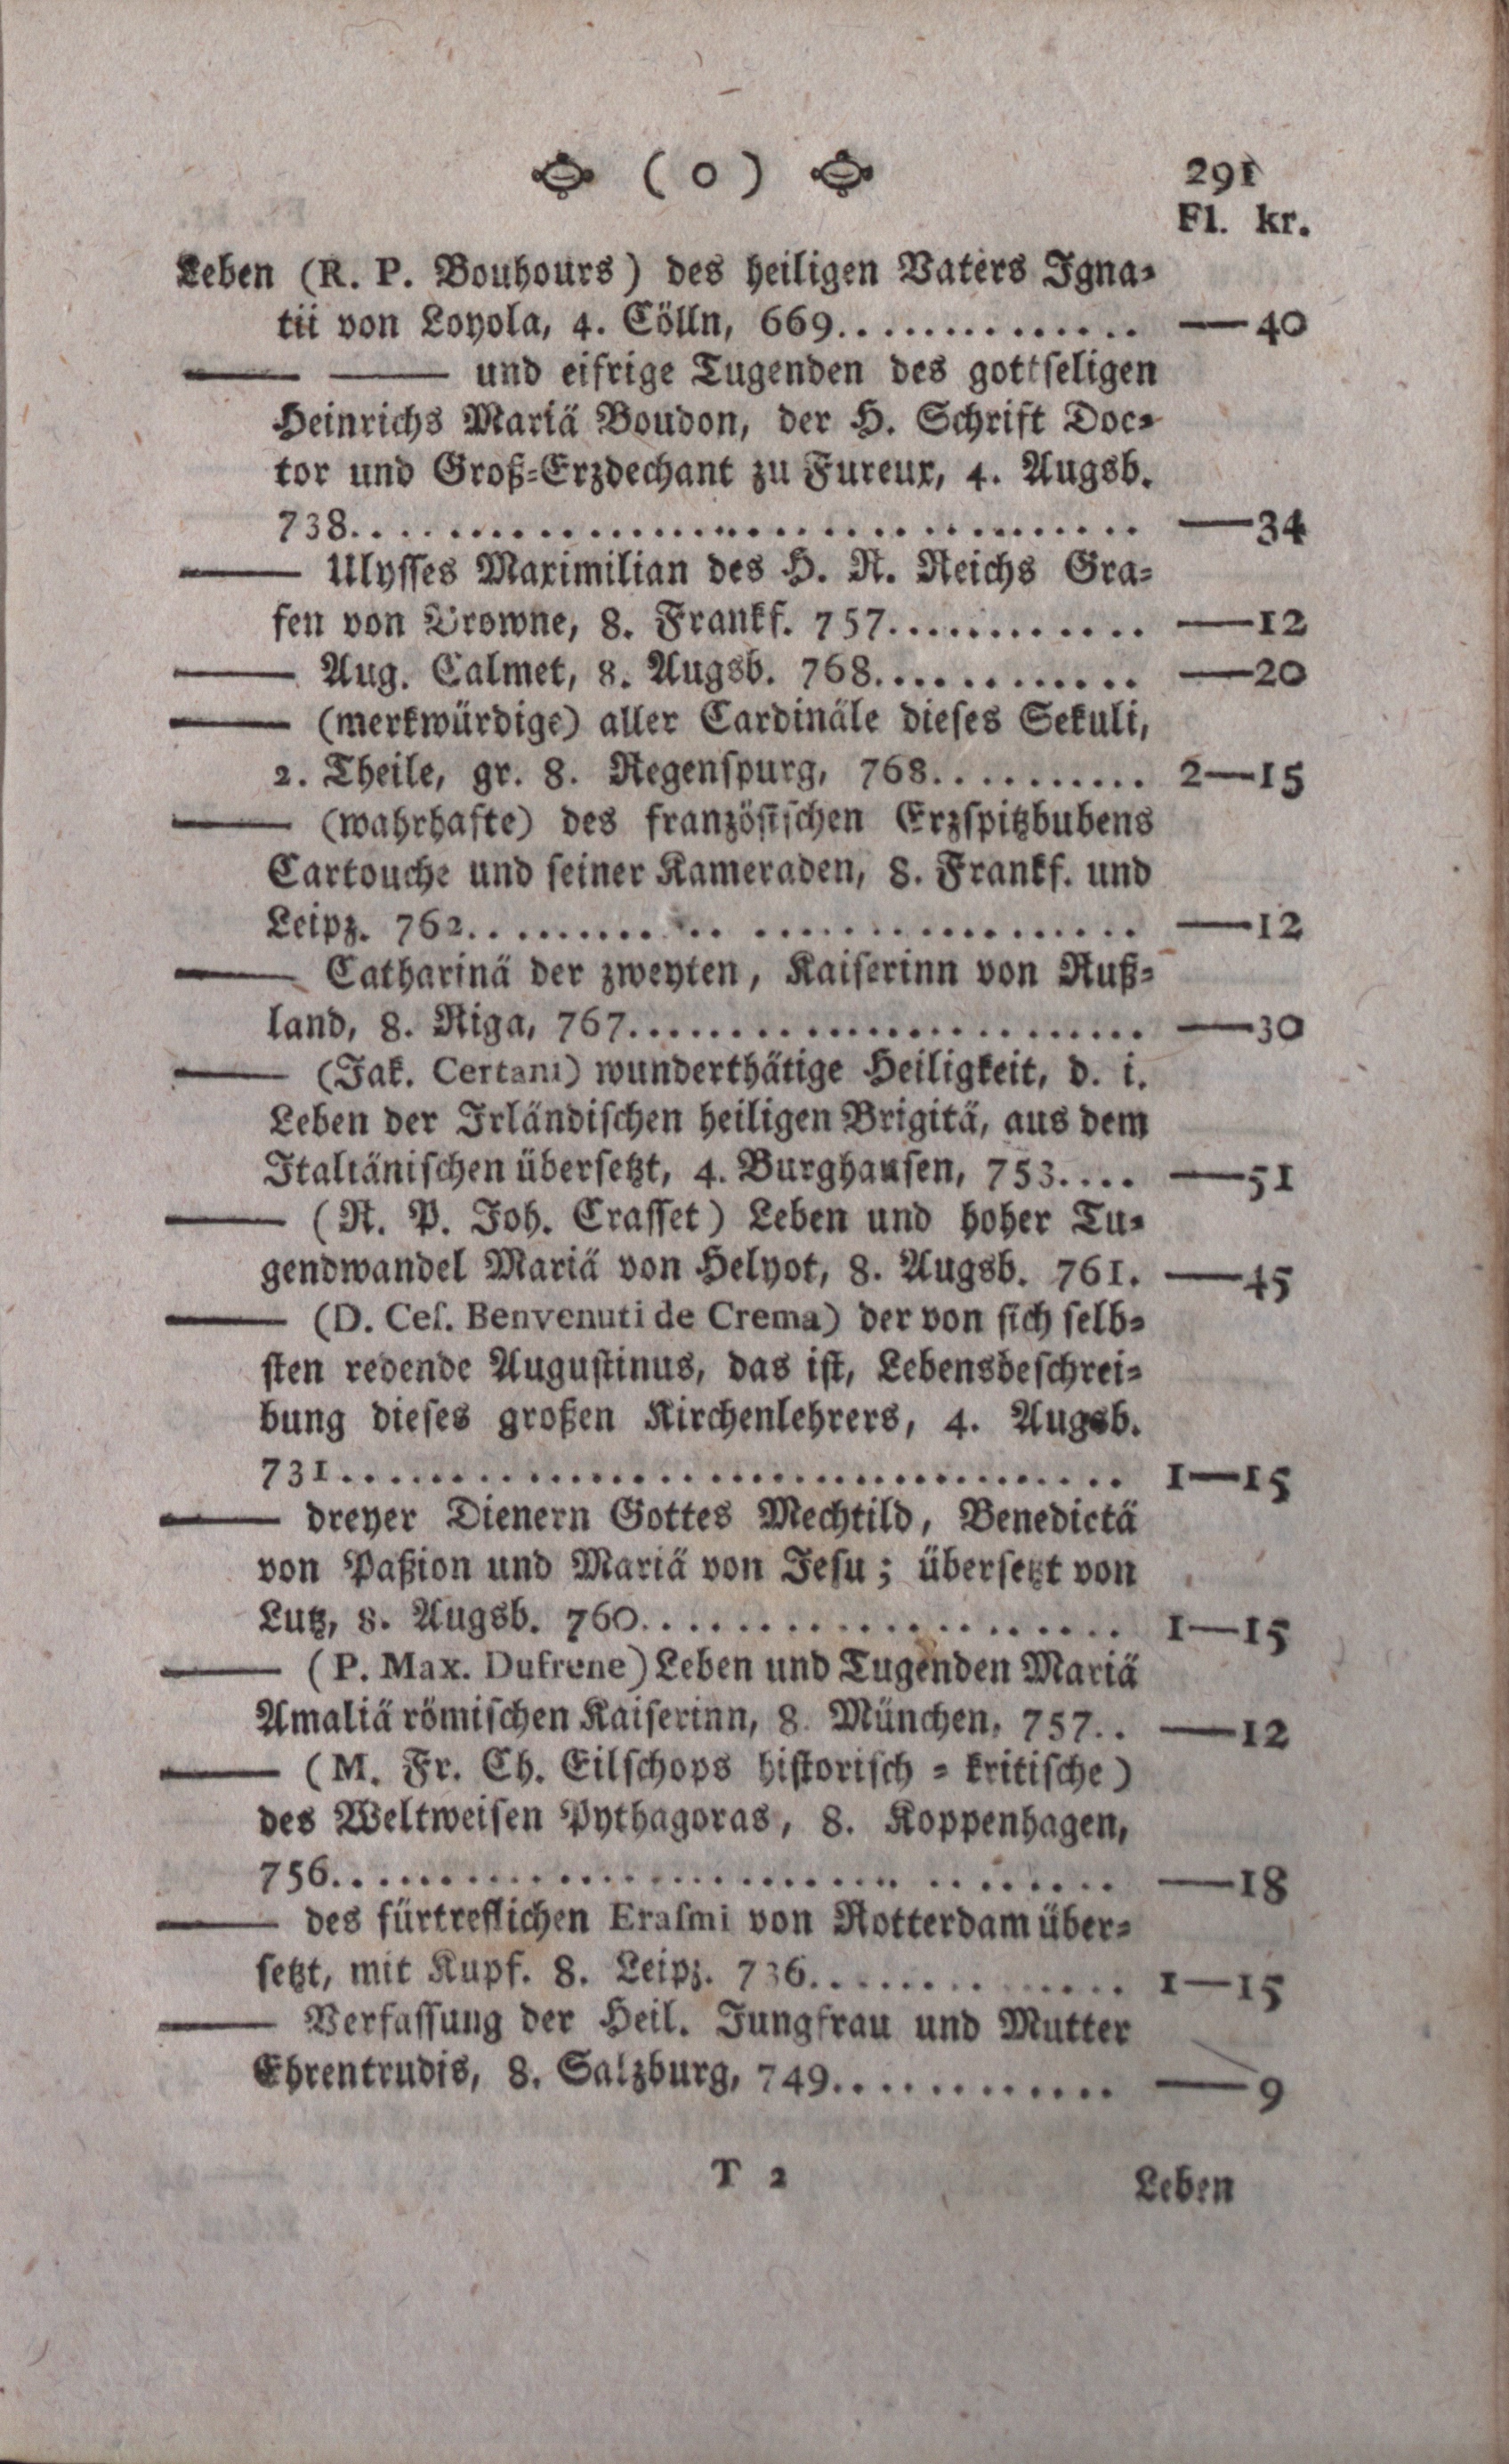 ( o ) 291
Fl. kr.
Leben (R. P. Bouhours) des heiligen Vaters Igna-
tii von Loyola, 4. Cölln, 669.............. —40
—— —— und eifrige Tugenden des gottseligen
Heinrichs Mariä Boudon, der H. Schrift Doc-
tor und Groß-Erzdechant zu Fureux, 4. Augsb.
738.................................. —34
—— Ulysses Maximilian des H. R. Reichs Gra-
fen von Browne, 8. Frankf. 757............ —12
—— Aug. Calmet, 8. Augsb. 768............ —20
—— (merkwürdige) aller Cardinäle dieses Sekuli,
2. Theile, gr. 8. Regenspurg, 768.......... 2—15
—— (wahrhafte) des französischen Erzspitzbubens
Cartouche und seiner Kameraden, 8. Frankf. und
Leipz. 762............................ —12
—— Catharinä der zweyten, Kaiserinn von Ruß-
land, 8. Riga, 767....................... —30
—— (Jak. Certani) wunderthätige Heiligkeit, d. i.
Leben der Irländischen heiligen Brigitä, aus dem
Italiänischen übersetzt, 4. Burghausen, 753.... —51
—— (R. P. Joh. Crasset) Leben und hoher Tu-
gendwandel Mariä von Helyot, 8. Augsb. 761. —45
—— (D. Ceſ. Benvenuti de Crema) der von sich selb-
sten redende Augustinus, das ist, Lebensbeschrei-
bung dieses großen Kirchenlehrers, 4. Augsb.
731.................................. 1—15
—— dreyer Dienern Gottes Mechtild, Benedictä
von Paßion und Mariä von Jesu; übersetzt von
Lutz, 8. Augsb. 760..................... 1—15
—— (P. Max. Dufrene) Leben und Tugenden Mariä
Amaliä römischen Kaiserinn, 8. München, 757.. —12
—— (M. Fr. Ch. Eilschops historisch-kritische)
des Weltweisen Pythagoras, 8. Koppenhagen,
756................................. —18
—— des fürtreflichen Eraſmi von Rotterdam über-
setzt, mit Kupf. 8. Leipz. 736.............. 1—15
—— Verfassung der Heil. Jungfrau und Mutter
Ehrentrudis, 8. Salzburg, 749............ —9
T 2 Leben